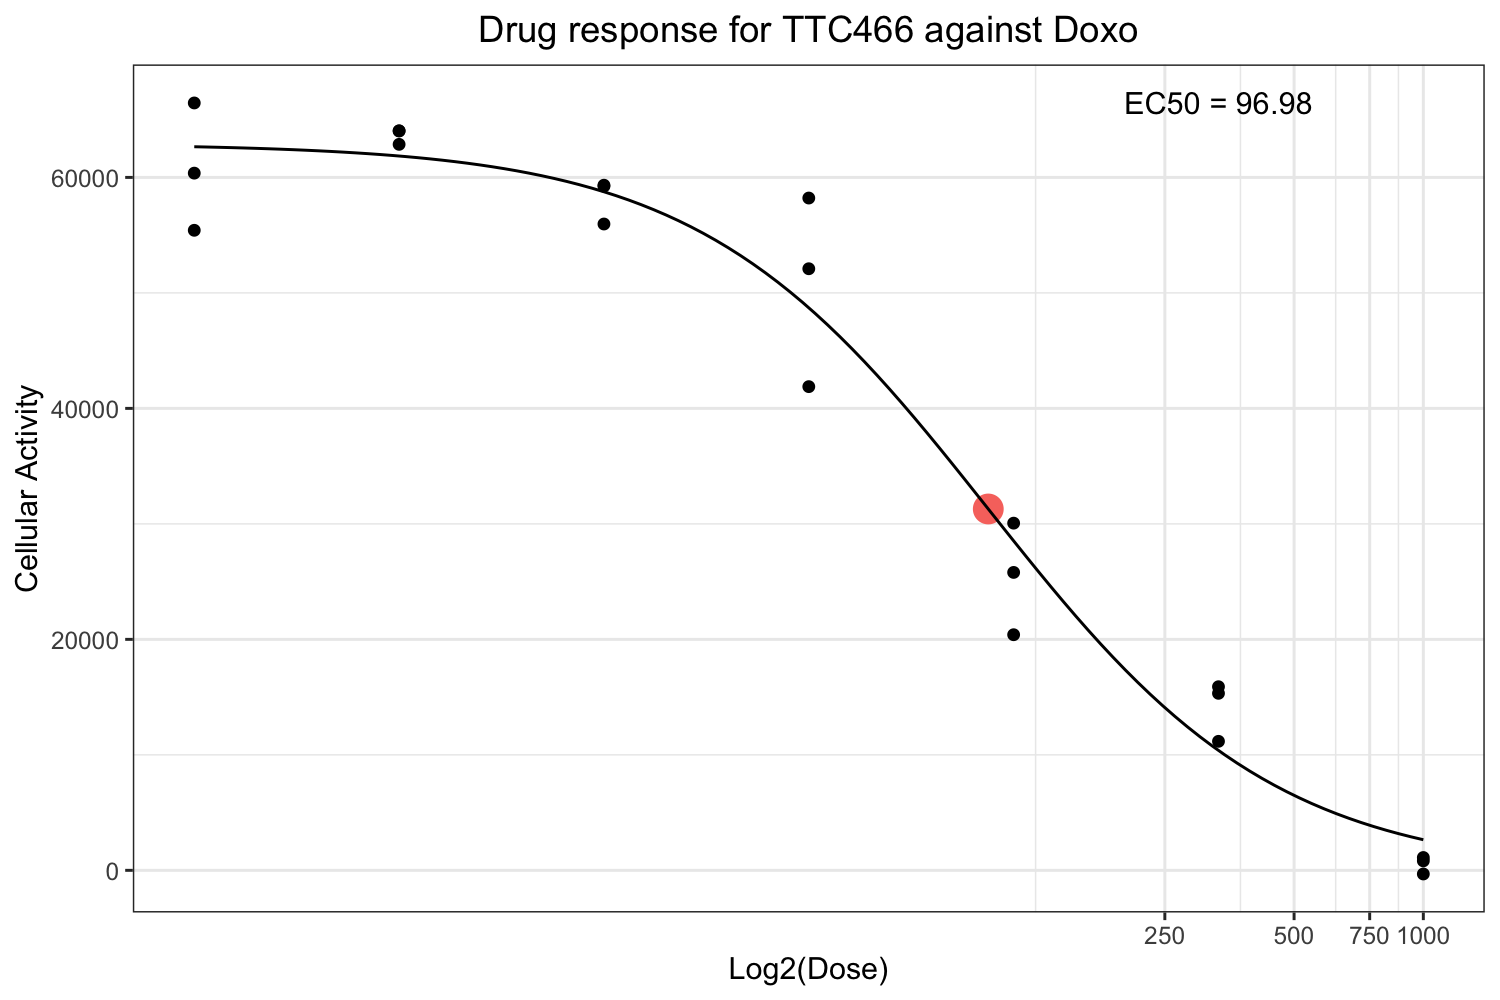 Drug response for TTC466 against Doxo
EC50 = 96.98
Cellular Activity
60000
40000
20000
0
250 500 750 1000
Log2(Dose)